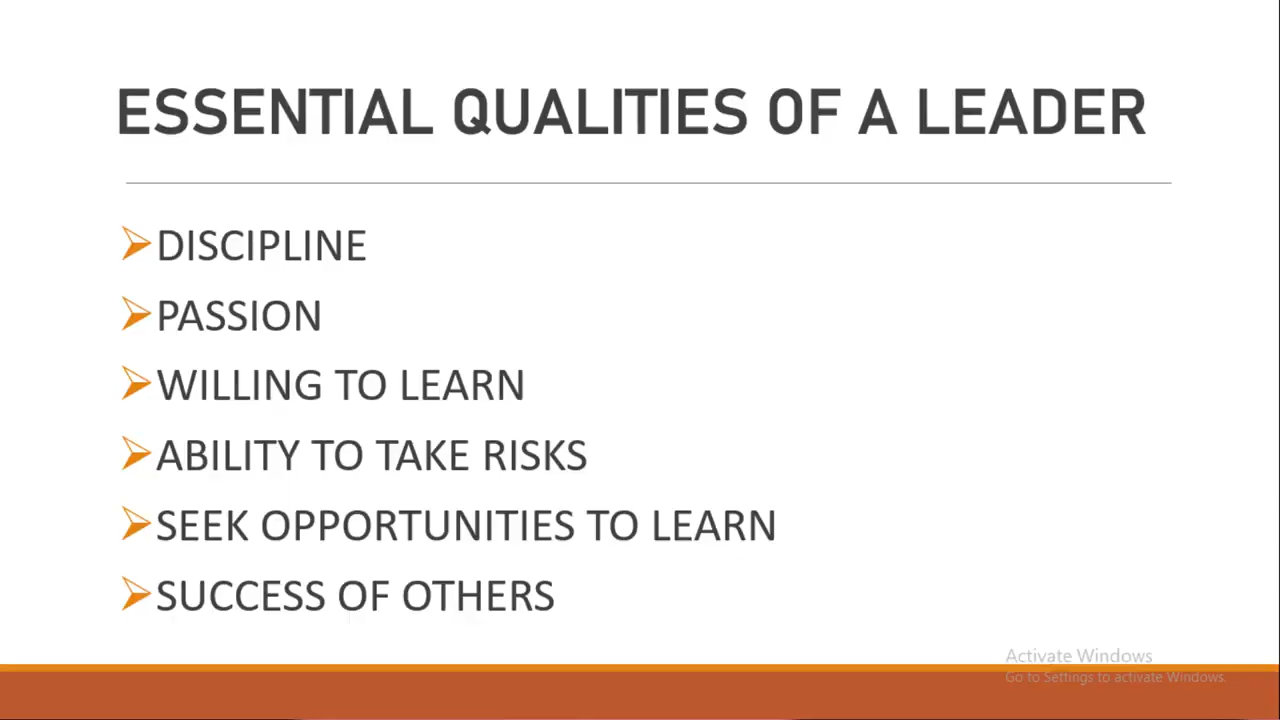 ESSENTIAL QUALITIES OF A LEADER
DISCIPLINE
PASSION
WILLING TO LEARN
ABILITY TO TAKE RISKS
SEEK OPPORTUNITIES TO LEARN
SUCCESS OF OTHERS
Activate Windows
Go to Settings to activate Windows.